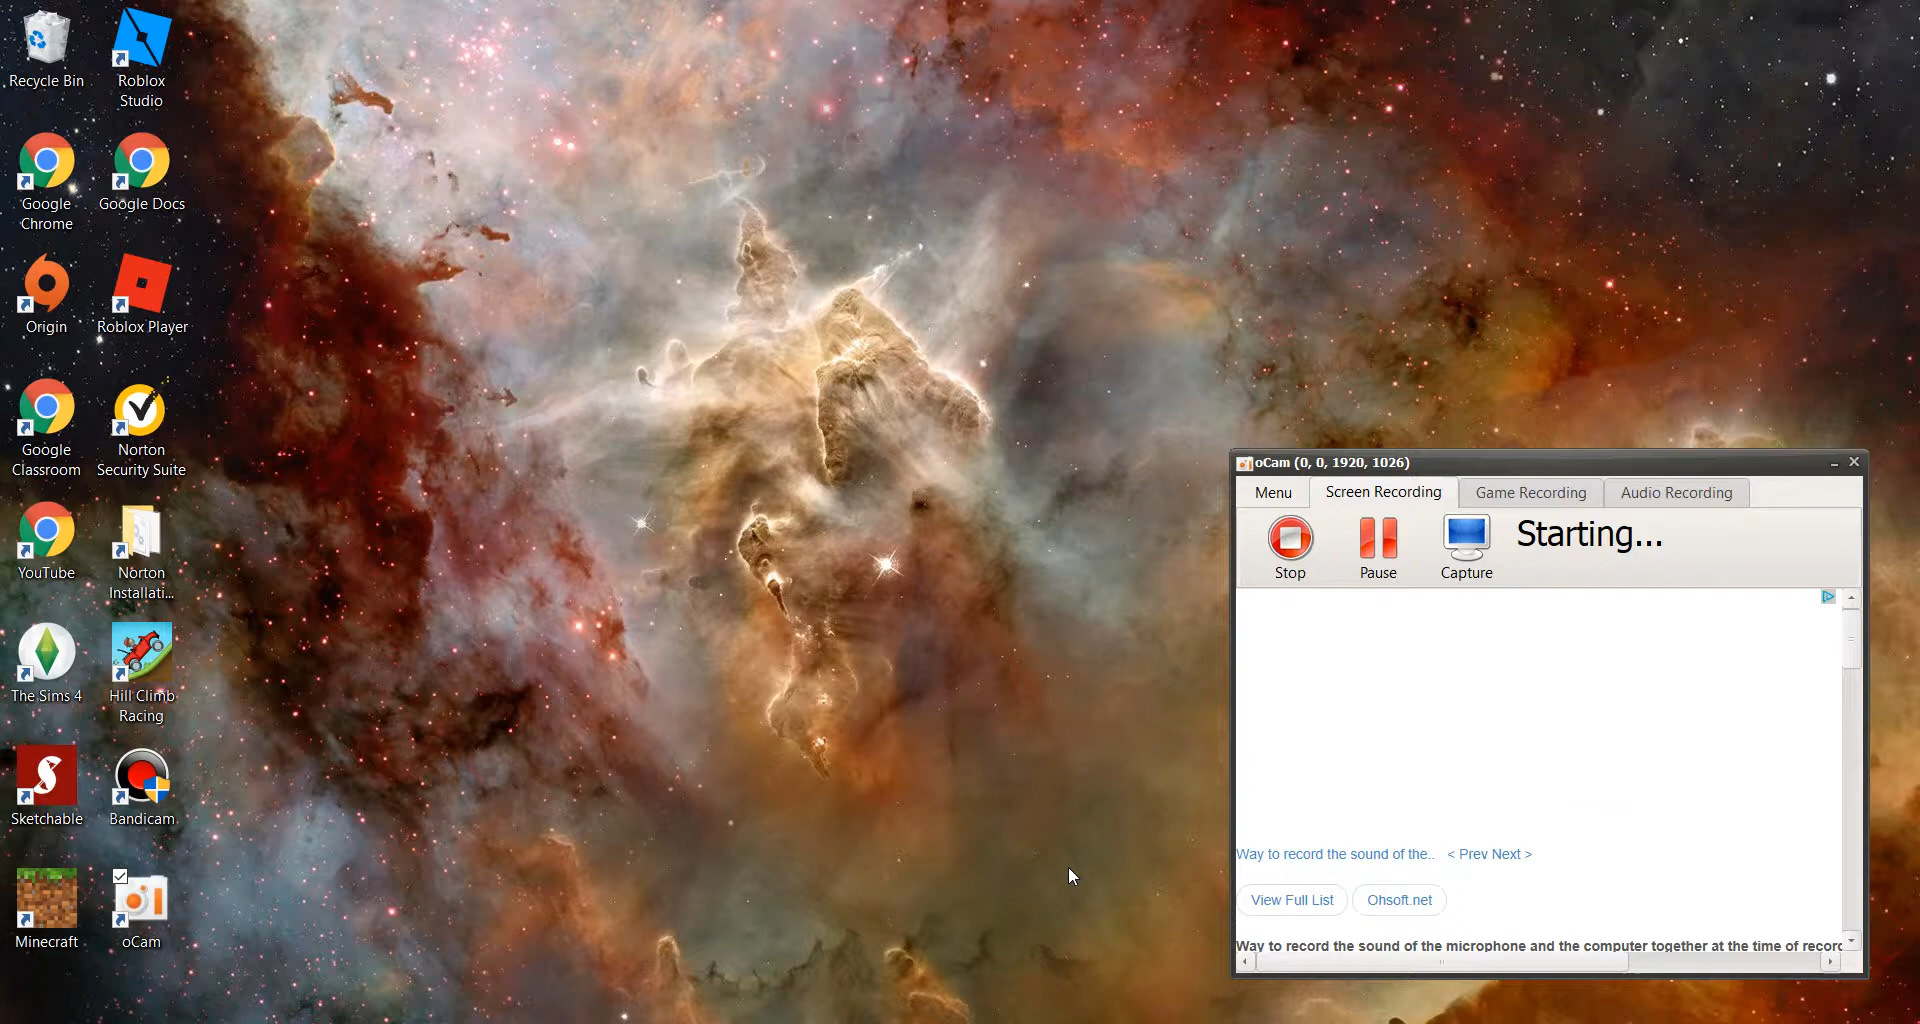 Recycle Bin
Roblox
Studio
Google
Chrome
Google Docs
Origin
Roblox Player
Google
Classroom
Norton
Security Suite
YouTube
Norton
Installati...
The Sims 4
Hill Climb
Racing
Sketchable
Bandicam
Minecraft
oCam
oCam (0, 0, 1920, 1026)
Menu
Screen Recording
Game Recording
Audio Recording
Stop
Pause
Capture
Starting...
Way to record the sound of the.. < Prev Next >
View Full List
Ohsoft.net
Way to record the sound of the microphone and the computer together at the time of recorc